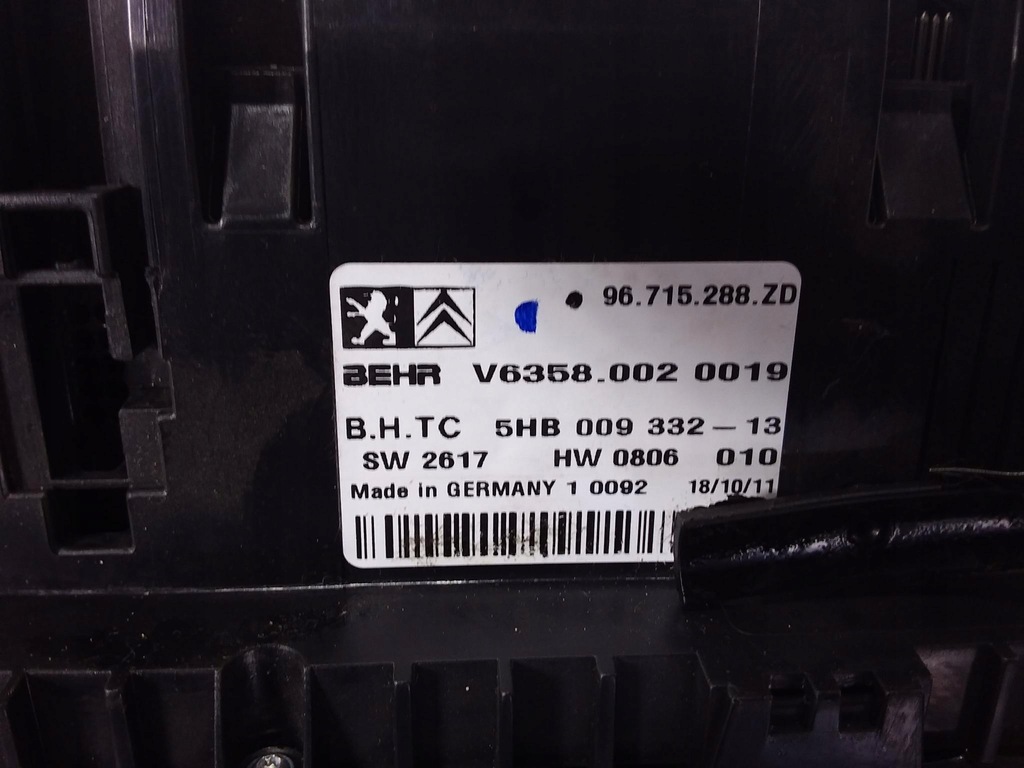 96.715.288.ZD
BEHR V6358.002 0019
B.H.TC 5HB 009 332-13
SW 2617 HW 0806 010
Made in GERMANY 1 0092 18/10/11